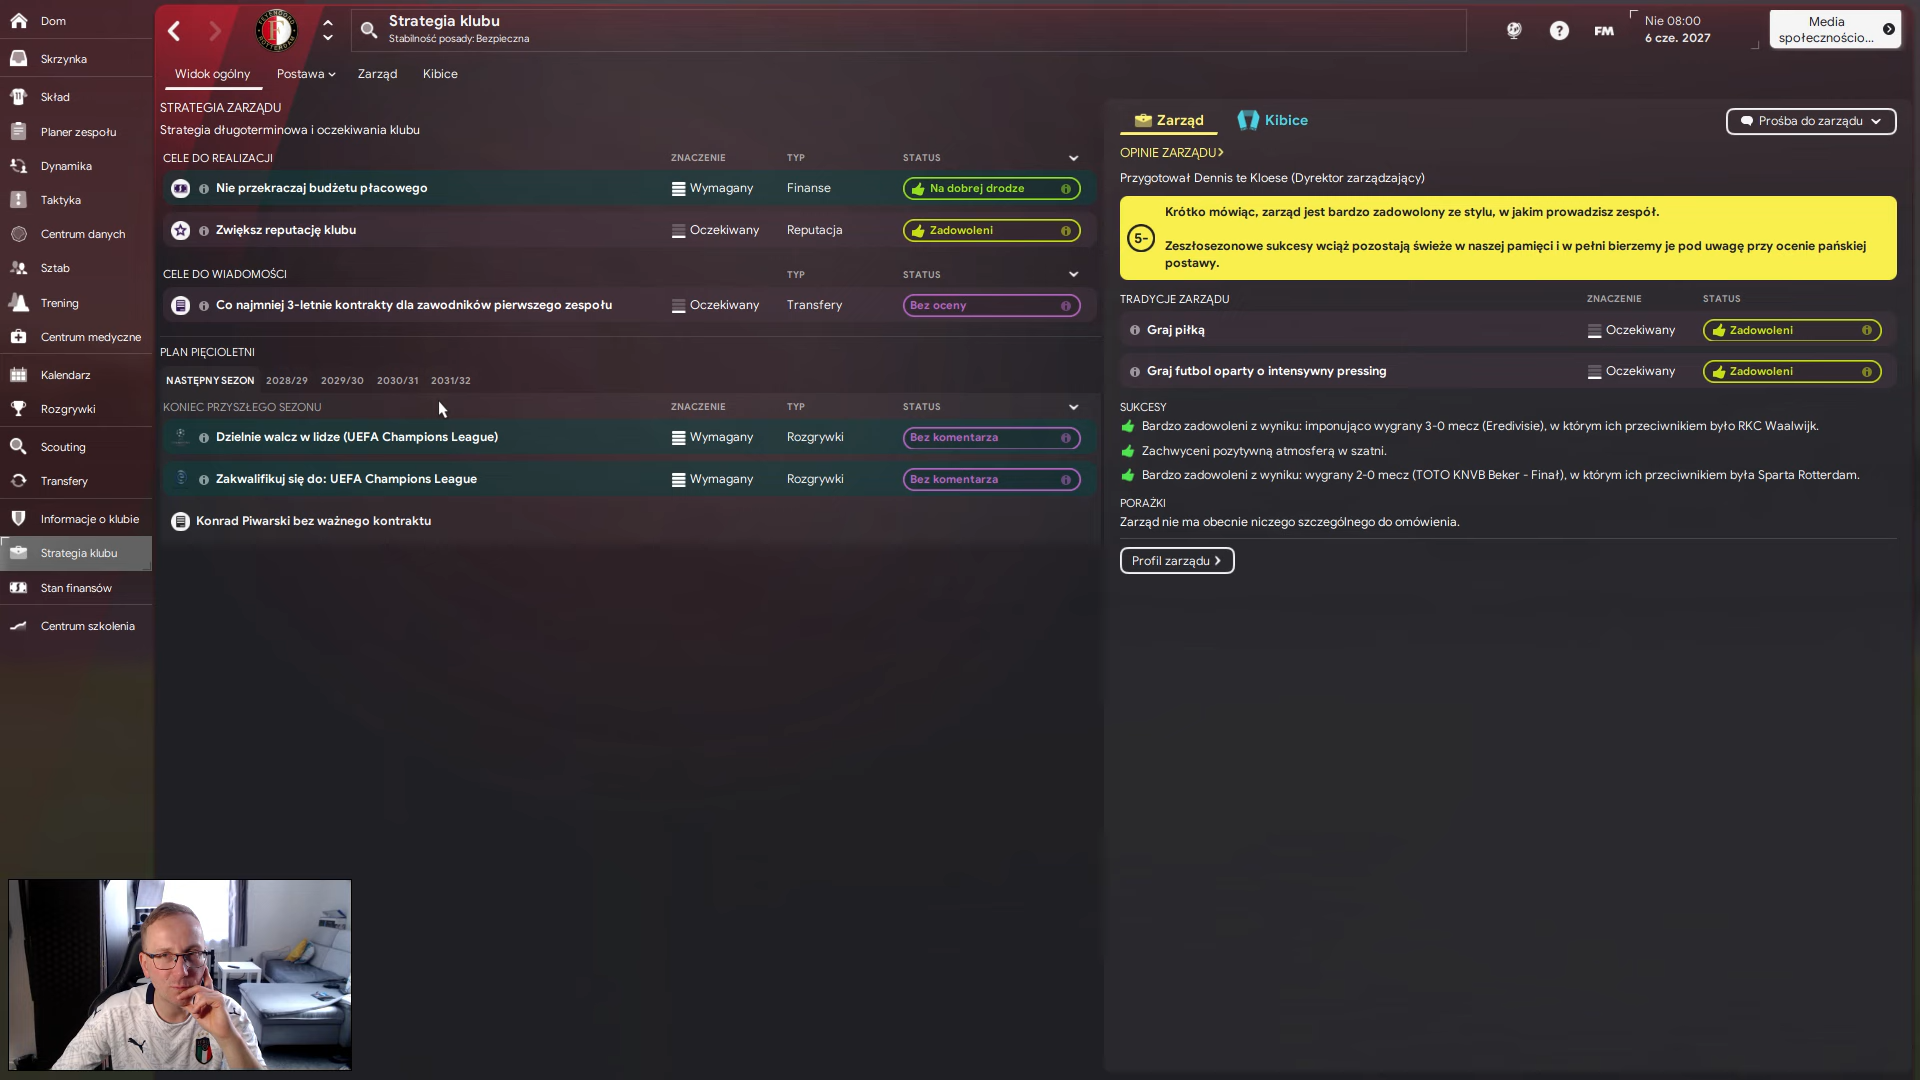 Dom
Skrzynka
Skład
Planer zespołu
Dynamika
Taktyka
Centrum danych
Sztab
Trening
Centrum medyczne
Kalendarz
Rozgrywki
Scouting
Transfery
Informacje o klubie
Strategia klubu
Stan finansów
Centrum szkolenia
Strategia klubu
Stabilność posady: Bezpieczna
FM
Nie 08:00
6 cze. 2027
Media
społecznościo...
Widok ogólny
Postawa
Zarząd
Kibice
STRATEGIA ZARZĄDU
Strategia długoterminowa i oczekiwania klubu
CELE DO REALIZACJI ZNACZENIE TYP STATUS
Nie przekraczaj budżetu płacowego Wymagany Finanse Na dobrej drodze
Zwiększ reputację klubu Oczekiwany Reputacja Zadowoleni
CELE DO WIADOMOŚCI TYP STATUS
Co najmniej 3-letnie kontrakty dla zawodników pierwszego zespołu Oczekiwany Transfery Bez oceny
PLAN PIĘCIOLETNI
NASTĘPNY SEZON 2028/29 2029/30 2030/31 2031/32
KONIEC PRZYSZŁEGO SEZONU ZNACZENIE TYP STATUS
Dzielnie walcz w lidze (UEFA Champions League) Wymagany Rozgrywki Bez komentarza
Zakwalifikuj się do: UEFA Champions League Wymagany Rozgrywki Bez komentarza
Konrad Piwarski bez ważnego kontraktu
Zarząd
Kibice
Prośba do zarządu
OPINIE ZARZĄDU>
Przygotował Dennis te Kloese (Dyrektor zarządzający)
5-
Krótko mówiąc, zarząd jest bardzo zadowolony ze stylu, w jakim prowadzisz zespół.
Zeszłosezonowe sukcesy wciąż pozostają świeże w naszej pamięci i w pełni bierzemy je pod uwagę przy ocenie pańskiej
postawy.
TRADYCJE ZARZĄDU ZNACZENIE STATUS
Graj piłką Oczekiwany Zadowoleni
Graj futbol oparty o intensywny pressing Oczekiwany Zadowoleni
SUKCESY
Bardzo zadowoleni z wyniku: imponująco wygrany 3-0 mecz (Eredivisie), w którym ich przeciwnikiem było RKC Waalwijk.
Zachwyceni pozytywną atmosferą w szatni.
Bardzo zadowoleni z wyniku: wygrany 2-0 mecz (TOTO KNVB Beker - Finał), w którym ich przeciwnikiem była Sparta Rotterdam.
PORAŻKI
Zarząd nie ma obecnie niczego szczególnego do omówienia.
Profil zarządu >